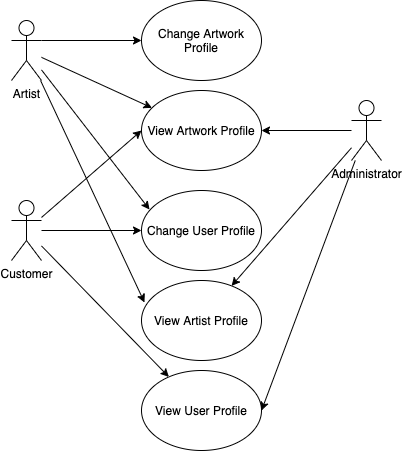 Change Artwork
Profile
Artist
View Artwork Profile
Administrator
Change User Profile
Customer
View Artist Profile
View User Profile